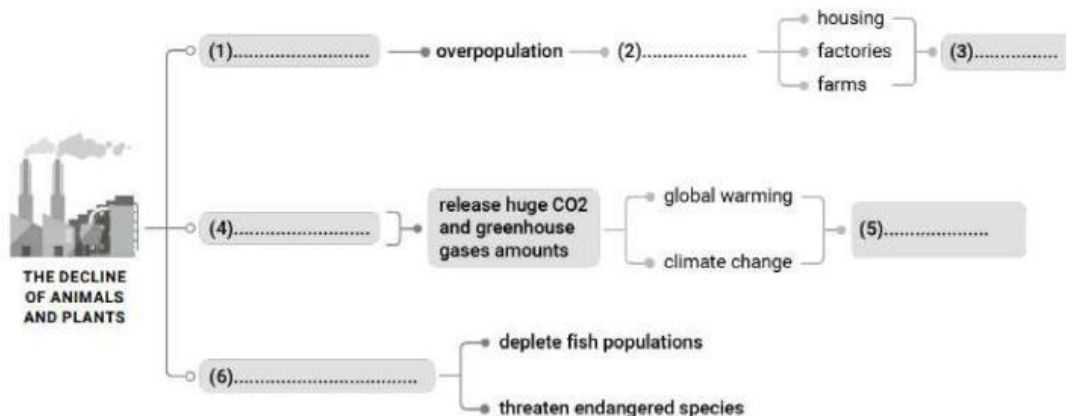 housing
(1)........................ overpopulation (2)................... factories (3)...............
farms
release huge CO2
and greenhouse
gases amounts
global warming
(4)........................
(5)...................
climate change
THE DECLINE
OF ANIMALS
AND PLANTS
deplete fish populations
(6).................................
threaten endangered species